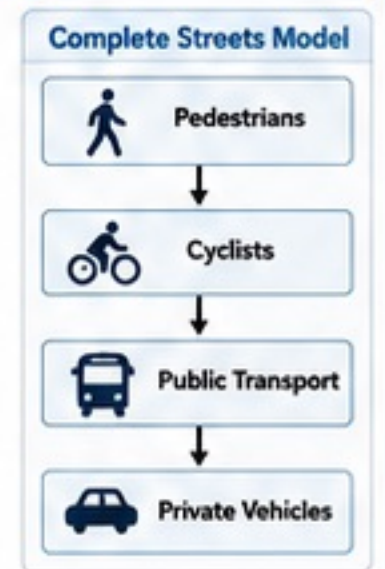 Complete Streets Model
Pedestrians
Cyclists
Public Transport
Private Vehicles